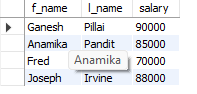 f_name l_name salary
Ganesh Pillai 90000
Anamika Pandit 85000
Fred Anamika 70000
Joseph Irvine 88000